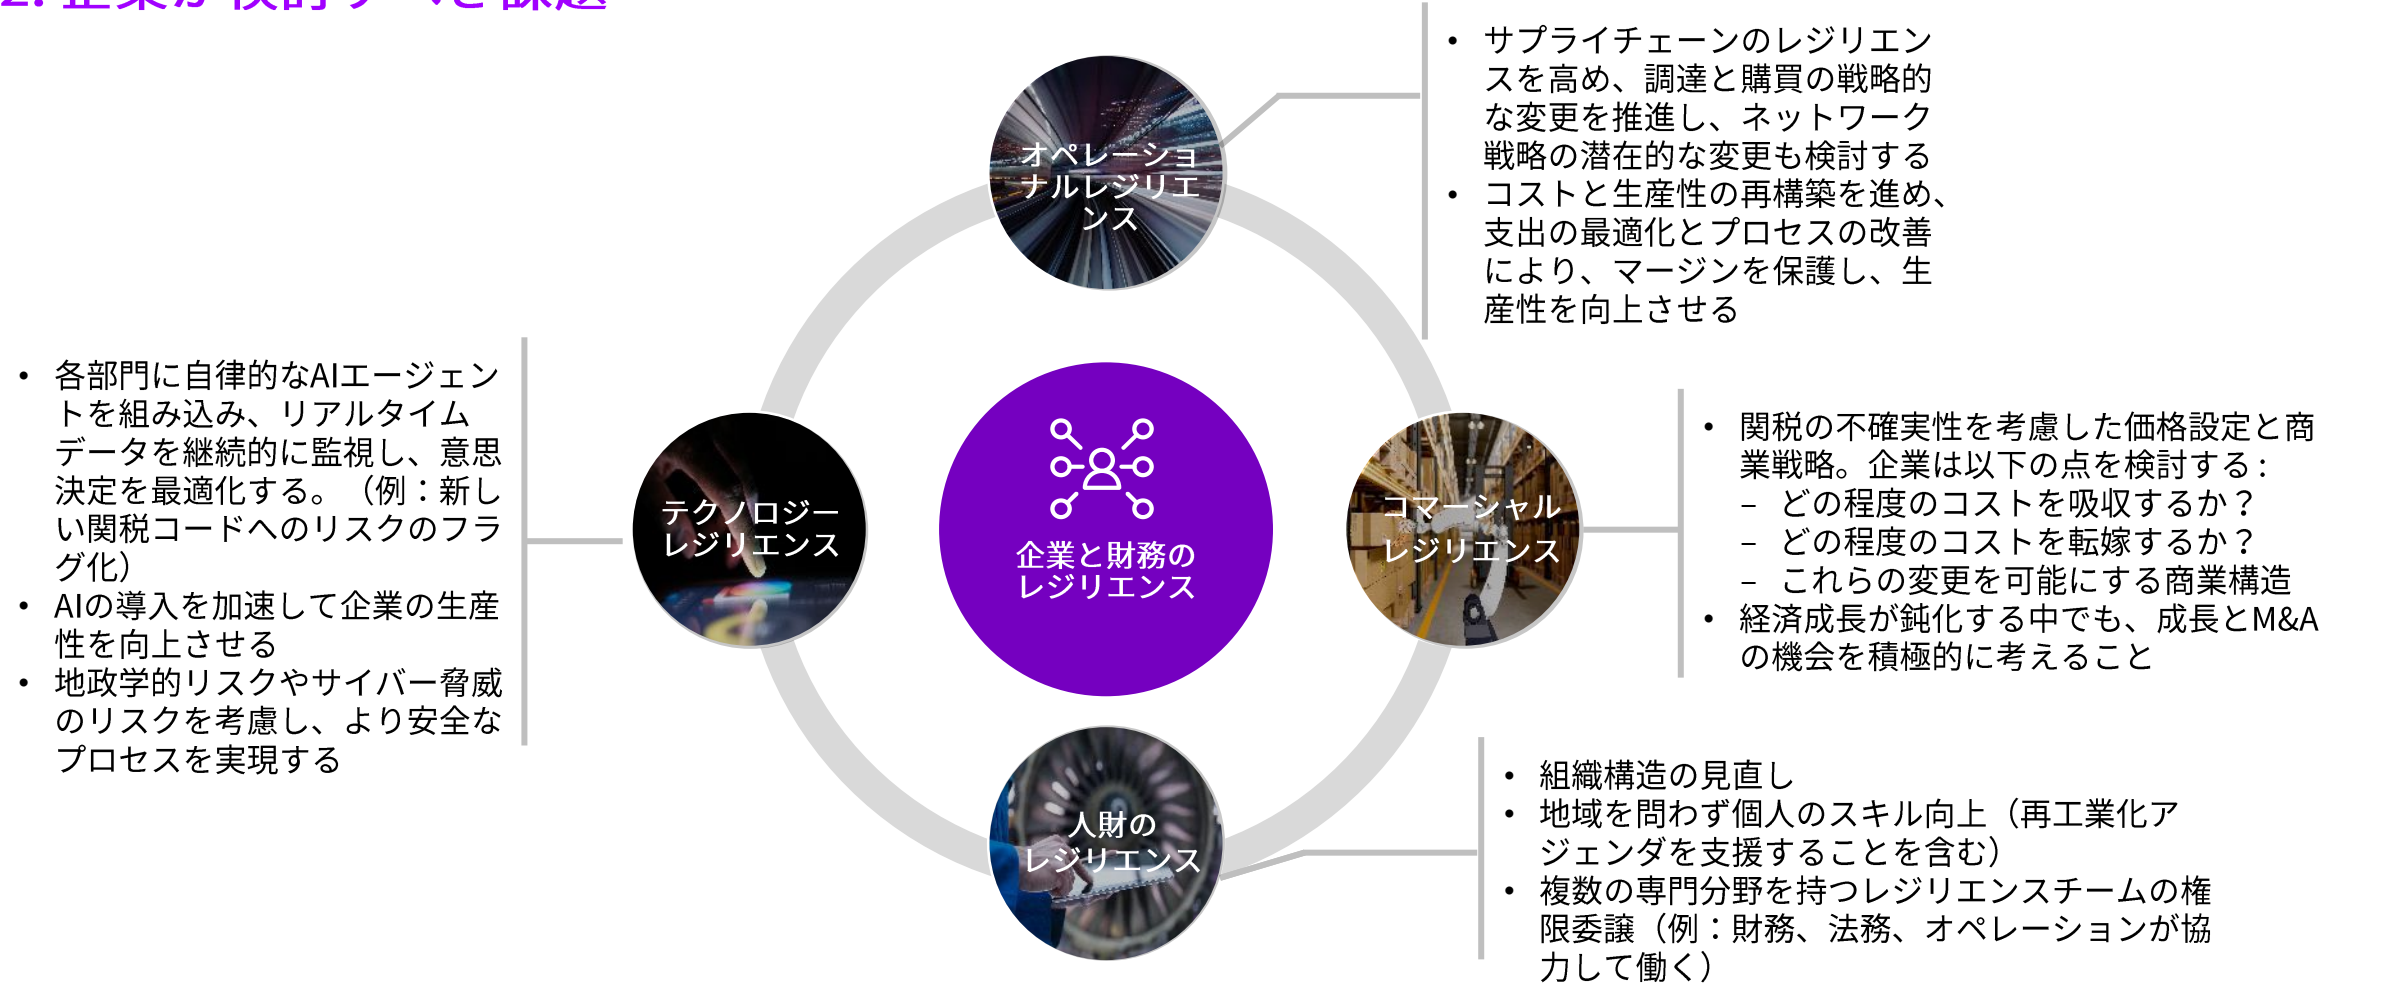 2. 企業が検討すべき課題
オペレーショ
ナルレジリエ
ンス
• サプライチェーンのレジリエン
スを高め、調達と購買の戦略的
な変更を推進し、ネットワーク
戦略の潜在的な変更も検討する
• コストと生産性の再構築を進め、
支出の最適化とプロセスの改善
により、マージンを保護し、生
産性を向上させる
• 各部門に自律的なAIエージェン
トを組み込み、リアルタイム
データを継続的に監視し、意思
決定を最適化する。（例：新し
い関税コードへのリスクのフラ
グ化）
• AIの導入を加速して企業の生産
性を向上させる
• 地政学的リスクやサイバー脅威
のリスクを考慮し、より安全な
プロセスを実現する
テクノロジー
レジリエンス
企業と財務の
レジリエンス
コマーシャル
レジリエンス
• 関税の不確実性を考慮した価格設定と商
業戦略。企業は以下の点を検討する:
– どの程度のコストを吸収するか？
– どの程度のコストを転嫁するか？
– これらの変更を可能にする商業構造
• 経済成長が鈍化する中でも、成長とM&A
の機会を積極的に考えること
人財の
レジリエンス
• 組織構造の見直し
• 地域を問わず個人のスキル向上（再工業化ア
ジェンダを支援することを含む）
• 複数の専門分野を持つレジリエンスチームの権
限委譲（例：財務、法務、オペレーションが協
力して働く）